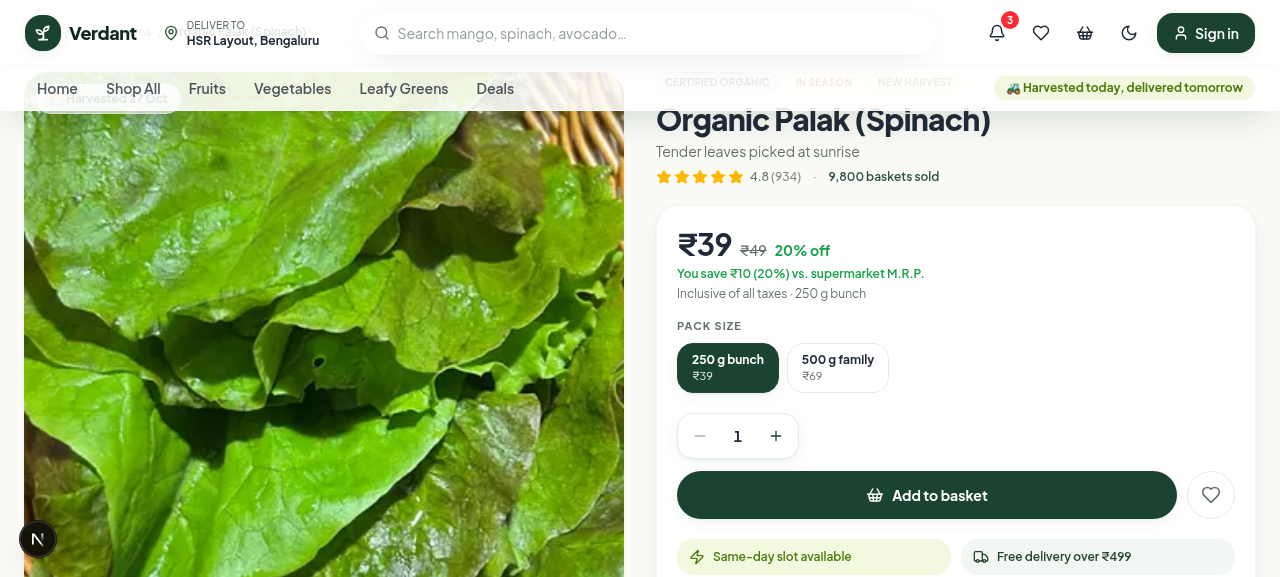 Verdant
DELIVER TO
HSR Layout, Bengaluru
Search mango, spinach, avocado...
3
Sign in
Home
Shop All
Fruits
Vegetables
Leafy Greens
Deals
🚜 Harvested today, delivered tomorrow
Harvested 27 Oct
CERTIFIED ORGANIC
IN SEASON
NEW HARVEST
Organic Palak (Spinach)
Tender leaves picked at sunrise
4.8 (934) · 9,800 baskets sold
₹39 ₹49 20% off
You save ₹10 (20%) vs. supermarket M.R.P.
Inclusive of all taxes · 250 g bunch
PACK SIZE
250 g bunch
₹39
500 g family
₹69
− 1 +
Add to basket
Same-day slot available
Free delivery over ₹499
N